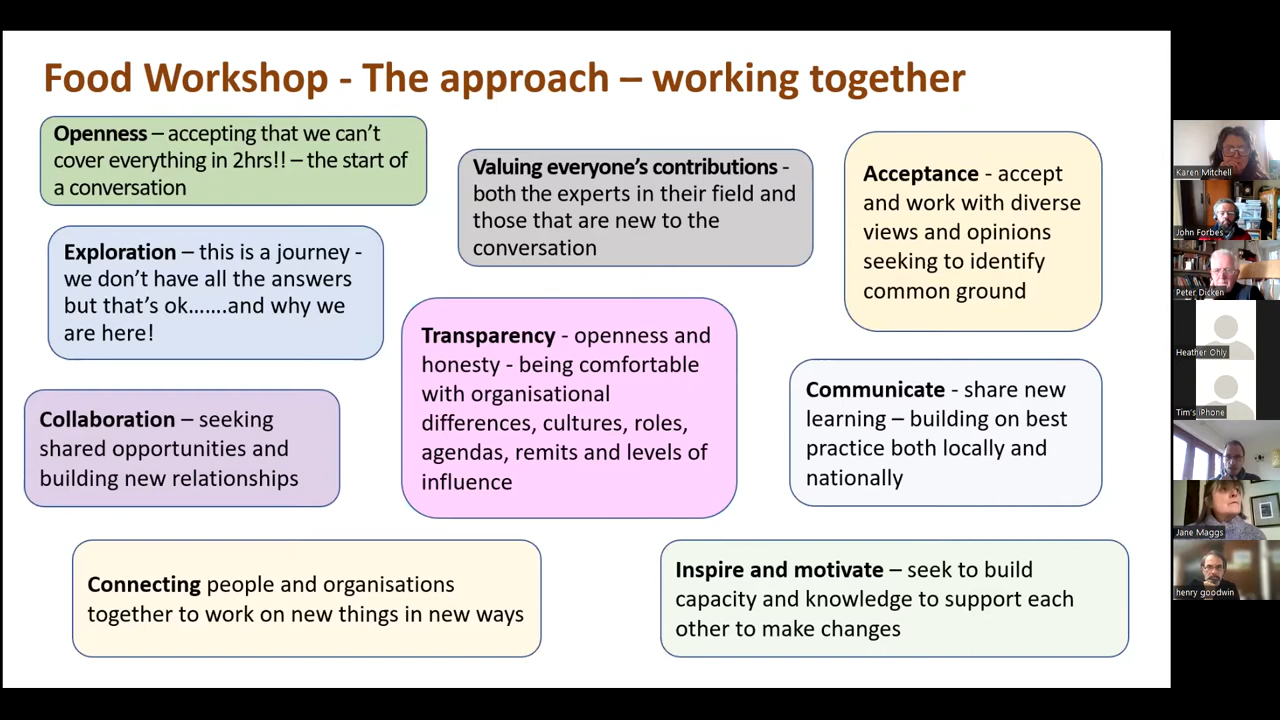 Food Workshop - The approach – working together
Openness – accepting that we can't
cover everything in 2hrs!! – the start of
a conversation
Valuing everyone's contributions -
both the experts in their field and
those that are new to the
conversation
Acceptance - accept
and work with diverse
views and opinions
seeking to identify
common ground
Exploration – this is a journey -
we don't have all the answers
but that's ok.......and why we
are here!
Transparency - openness and
honesty - being comfortable
with organisational
differences, cultures, roles,
agendas, remits and levels of
influence
Collaboration – seeking
shared opportunities and
building new relationships
Communicate - share new
learning – building on best
practice both locally and
nationally
Connecting people and organisations
together to work on new things in new ways
Inspire and motivate – seek to build
capacity and knowledge to support each
other to make changes
Karen Mitchell
John Forbes
Peter Dicken
Heather Ohly
Tim's iPhone
Jane Maggs
henry goodwin